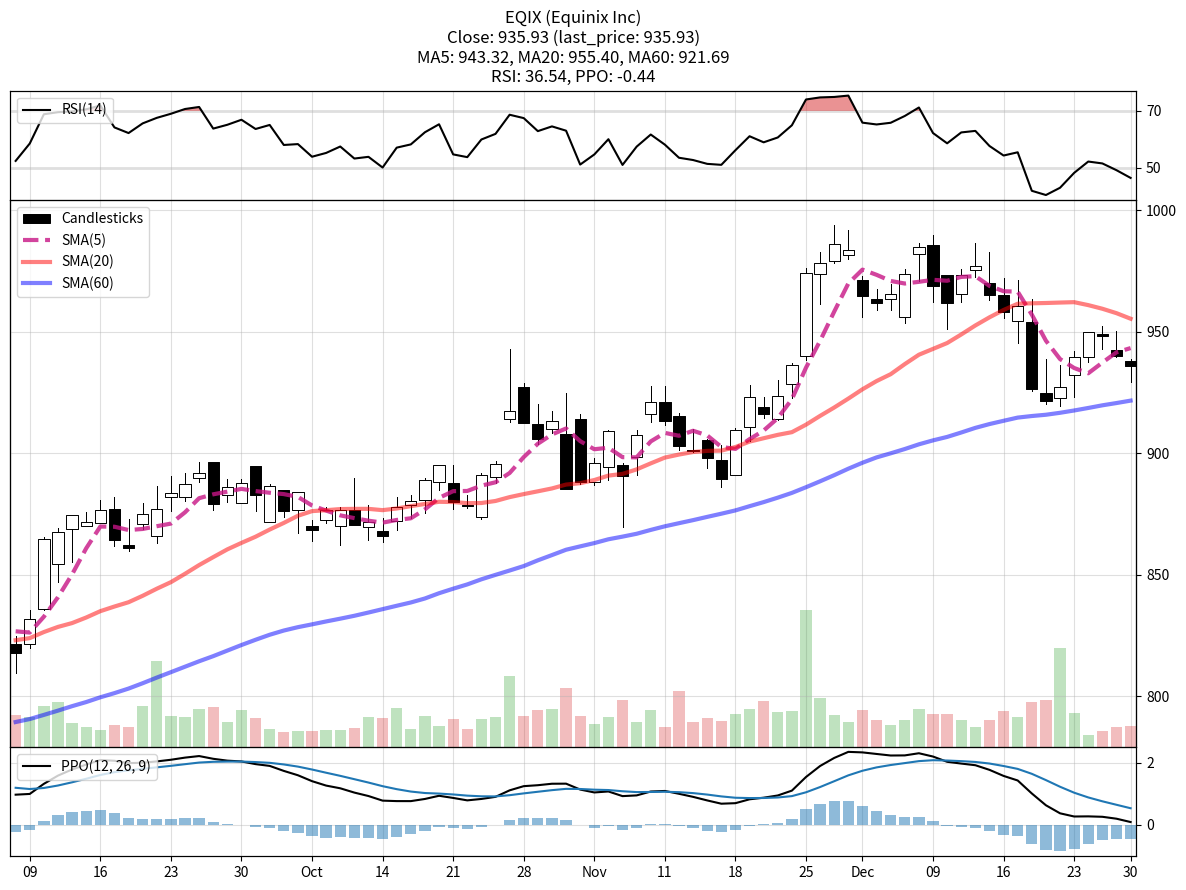 EQIX (Equinix Inc)
Close: 935.93 (last_price: 935.93)
MA5: 943.32, MA20: 955.40, MA60: 921.69
RSI: 36.54, PPO: -0.44
RSI(14)
70
50
Candlesticks
SMA(5)
SMA(20)
SMA(60)
1000
950
900
850
800
PPO(12, 26, 9)
2
0
09 16 23 30 Oct 14 21 28 Nov 11 18 25 Dec 09 16 23 30